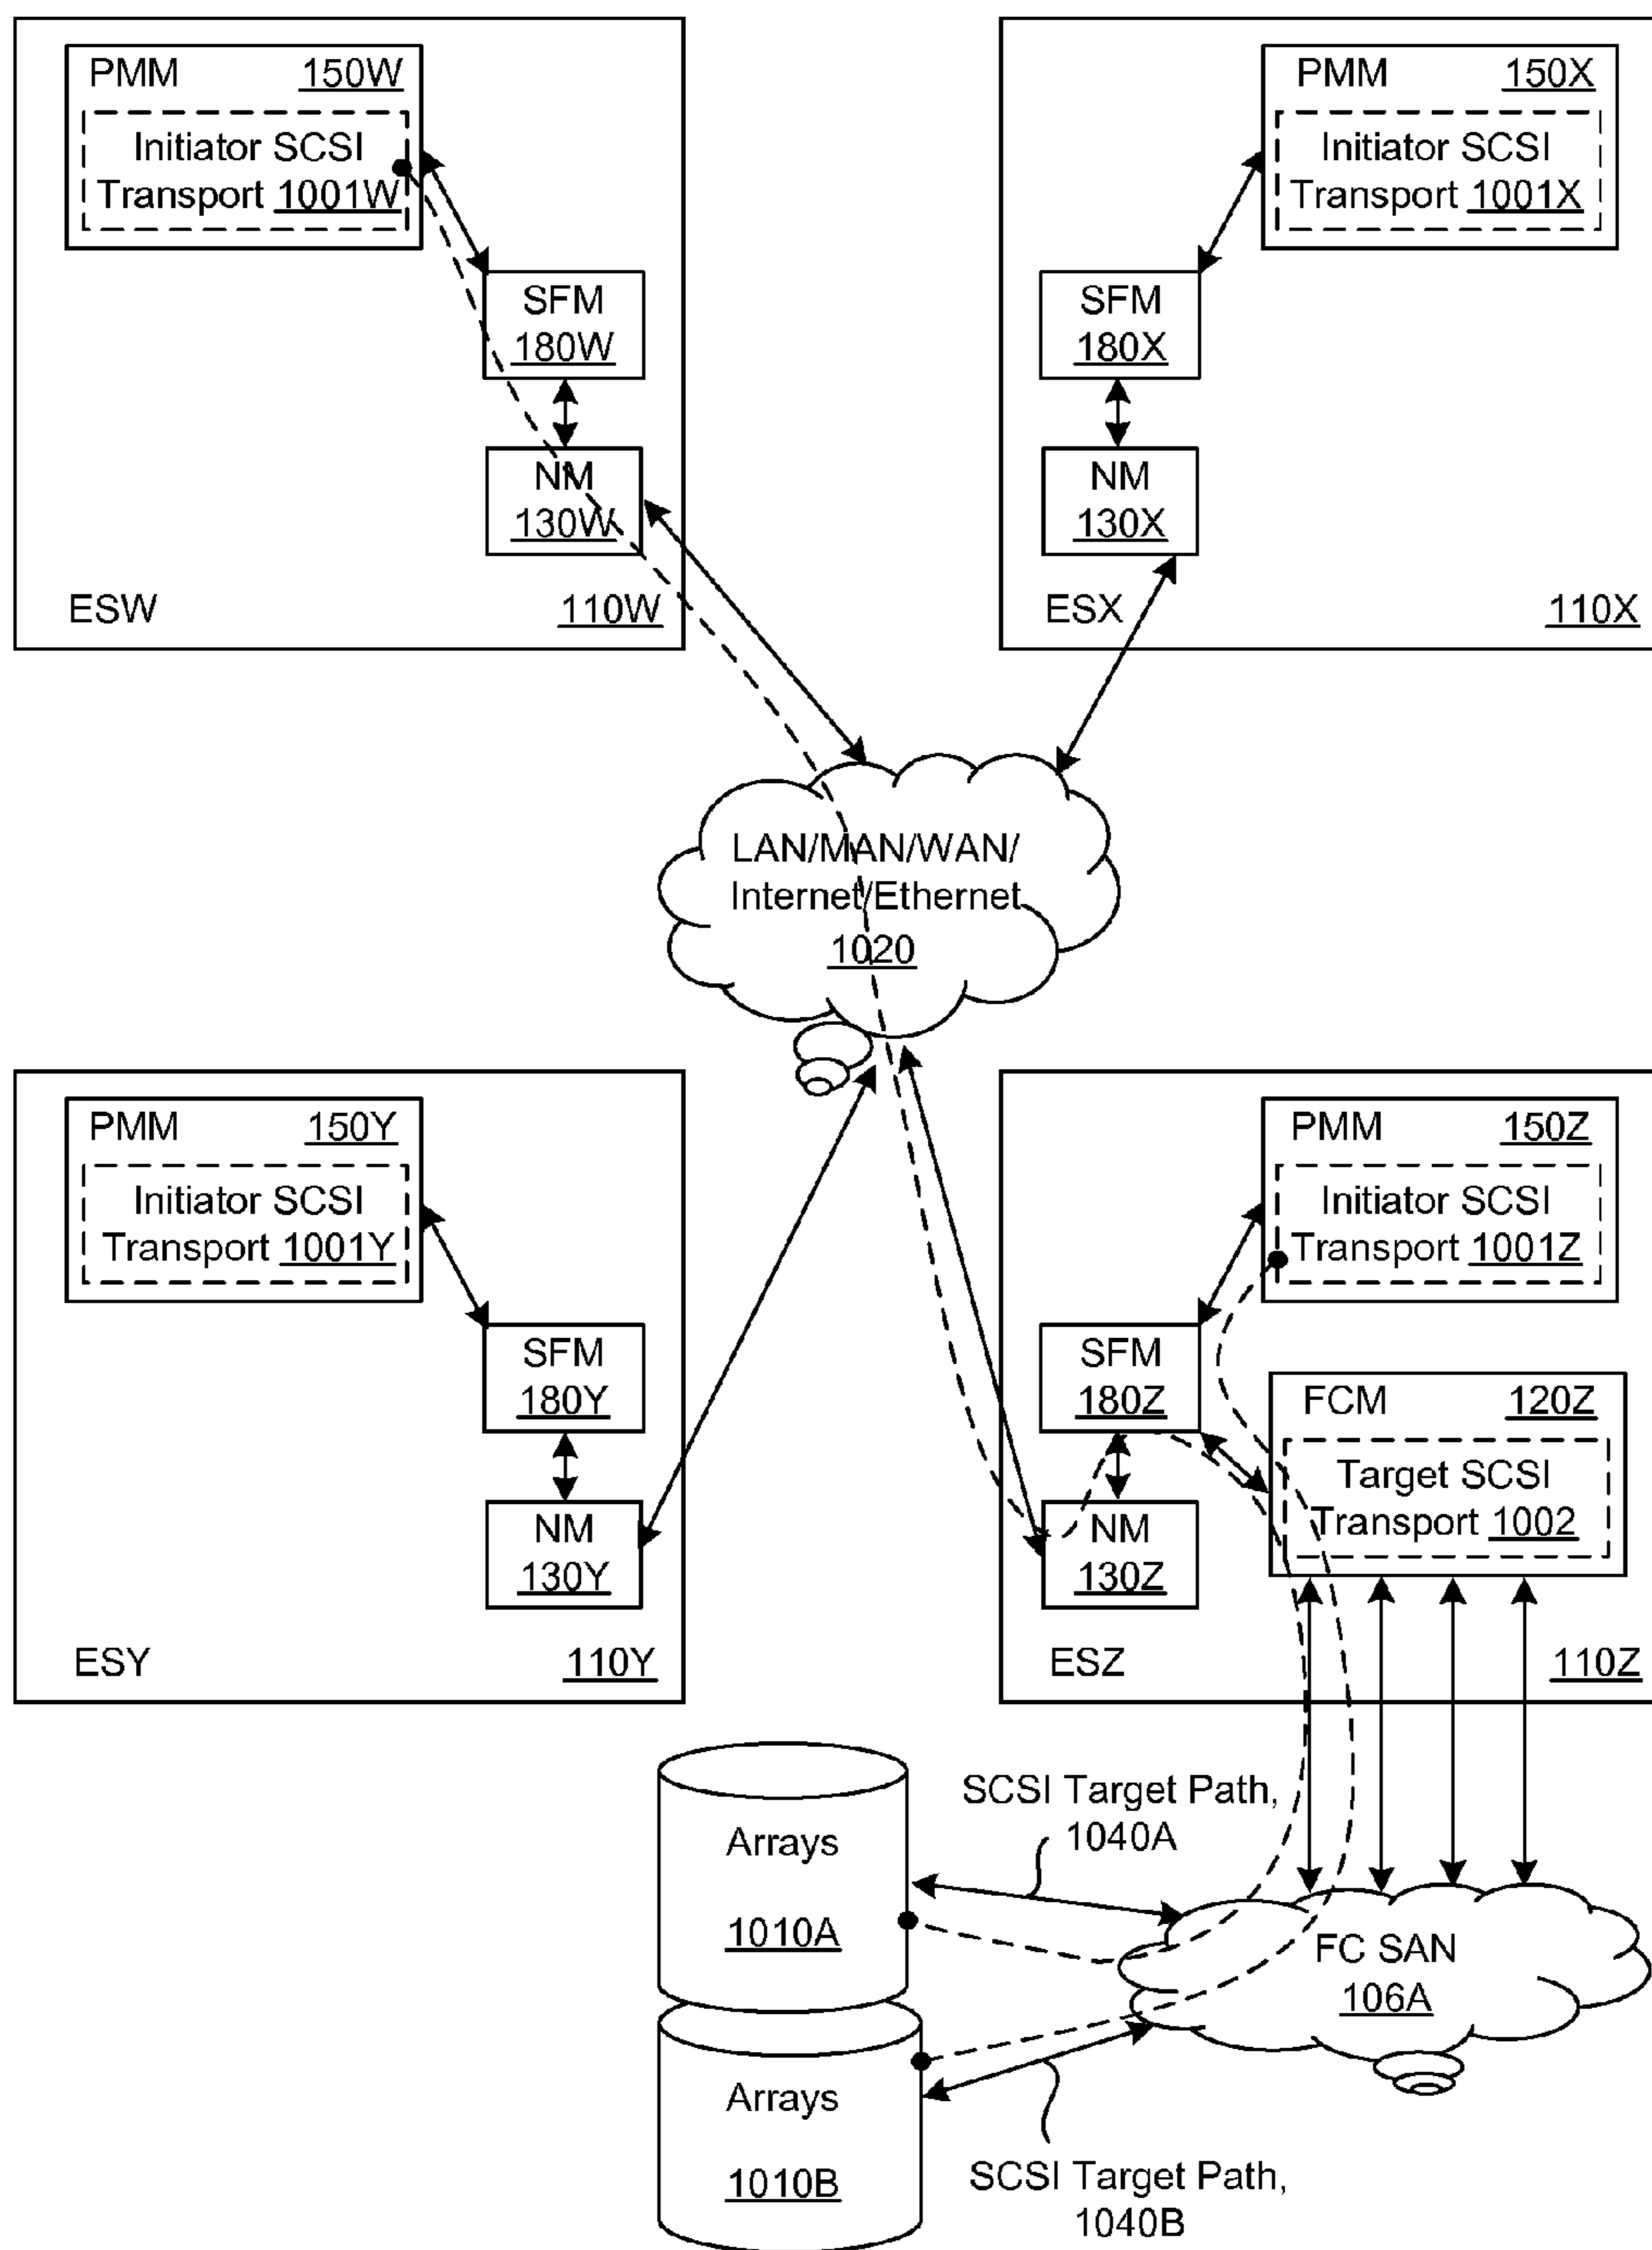 PMM 150W
Initiator SCSI
Transport 1001W
SFM
180W
NM
130W
ESW 110W
PMM 150X
Initiator SCSI
Transport 1001X
SFM
180X
NM
130X
ESX 110X
LAN/MAN/WAN/
Internet/Ethernet
1020
PMM 150Y
Initiator SCSI
Transport 1001Y
SFM
180Y
NM
130Y
ESY 110Y
PMM 150Z
Initiator SCSI
Transport 1001Z
SFM
180Z
FCM 120Z
Target SCSI
Transport 1002
NM
130Z
ESZ 110Z
Arrays
1010A
SCSI Target Path,
1040A
FC SAN
106A
Arrays
1010B
SCSI Target Path,
1040B